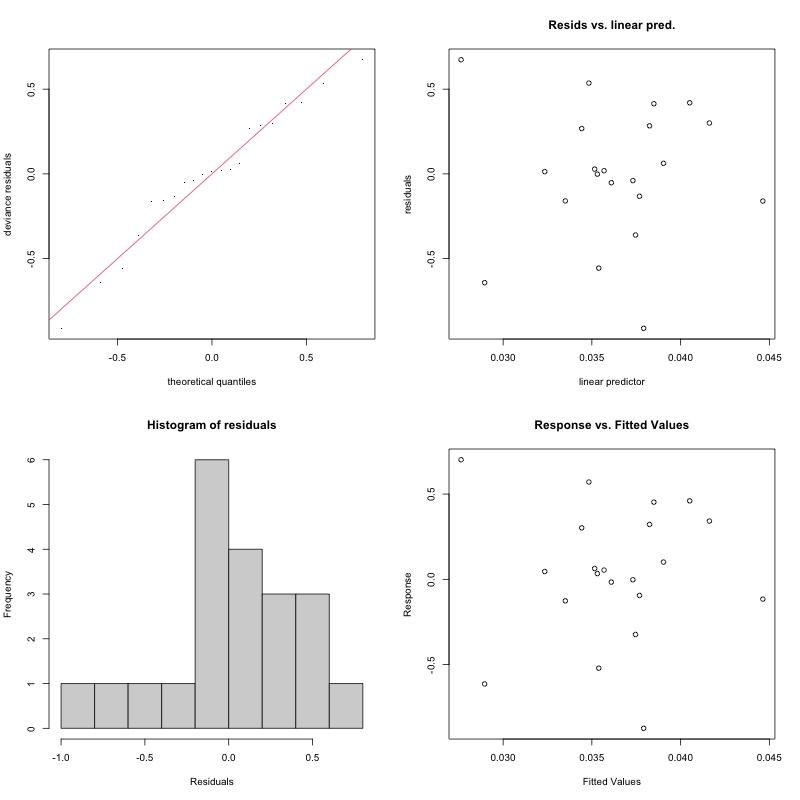 deviance residuals
0.5
0.0
-0.5
-0.5 0.0 0.5
theoretical quantiles
Resids vs. linear pred.
residuals
0.5
0.0
-0.5
0.030 0.035 0.040 0.045
linear predictor
Histogram of residuals
Frequency
6
5
4
3
2
1
0
-1.0 -0.5 0.0 0.5
Residuals
Response vs. Fitted Values
Response
0.5
0.0
-0.5
0.030 0.035 0.040 0.045
Fitted Values